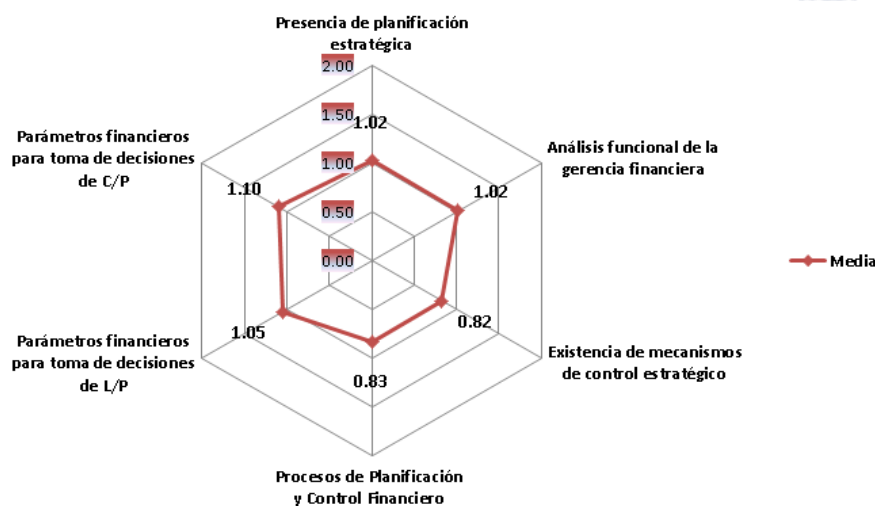 Presencia de planificación
estratégica
2.00
1.50
1.02
Parámetros financieros
para toma de decisiones
de C/P
Análisis funcional de la
gerencia financiera
1.00
1.10
1.02
0.50
0.00
Media
Parámetros financieros
para toma de decisiones
de L/P
1.05
0.82
Existencia de mecanismos
de control estratégico
0.83
Procesos de Planificación
y Control Financiero